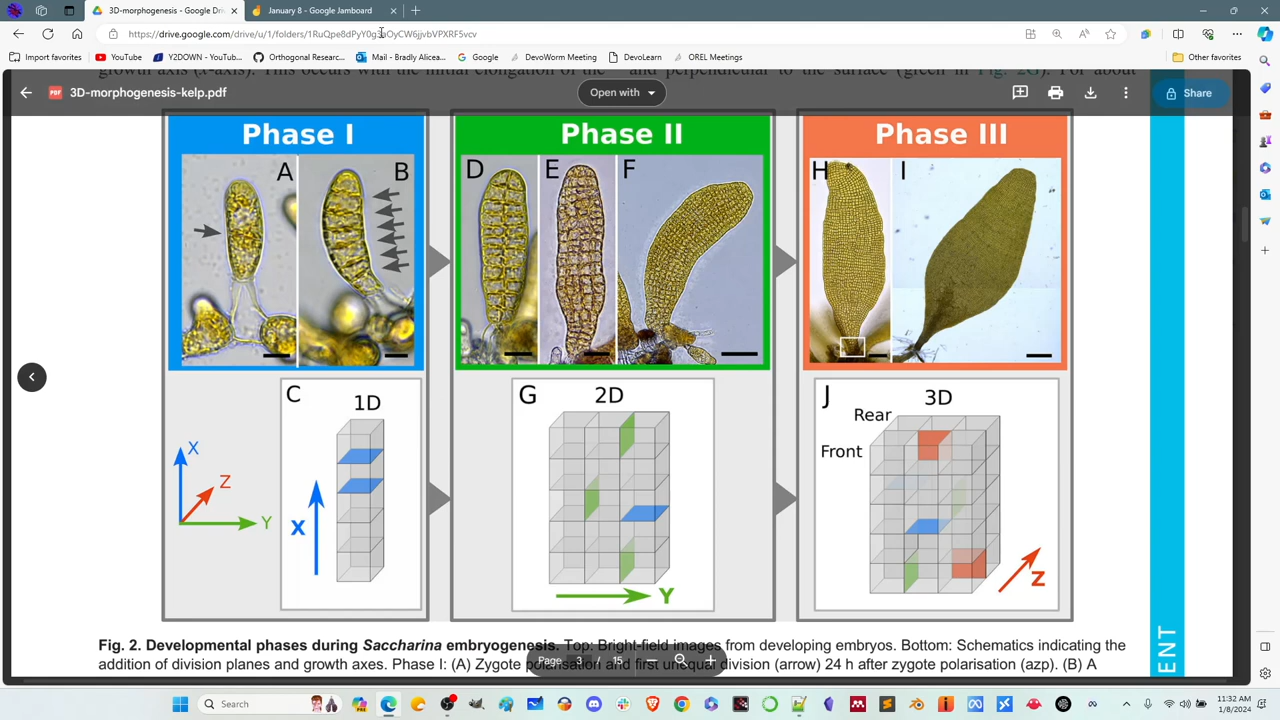 3D-morphogenesis - Google Driv
January 8 - Google Jamboard
https://drive.google.com/drive/u/1/folders/1RuQpe8dPyY0g3uOyCW6jjvbVPXRF5vcv
Import favorites
YouTube
Y2DOWN - YouTub...
Orthogonal Researc...
Mail - Bradly Alicea...
Google
DevoWorm Meeting
DevoLearn
OREL Meetings
Other favorites
growth axis (x-axis). This occurs with the initial elongation of the and perpendicular to the surface (green in Fig. 2G). For about
3D-morphogenesis-kelp.pdf
Open with
Share
Phase I
Phase II
Phase III
A
B
D
E
F
H
I
C
1D
G
2D
J
3D
Rear
Front
X
Z
Y
X
Y
Z
Fig. 2. Developmental phases during Saccharina embryogenesis. Top: Bright-field images from developing embryos. Bottom: Schematics indicating the
addition of division planes and growth axes. Phase I: (A) Zygote polarisation and first unequal division (arrow) 24 h after zygote polarisation (azp). (B) A
Page 3 / 15
ENT
Search
11:32 AM
1/8/2024